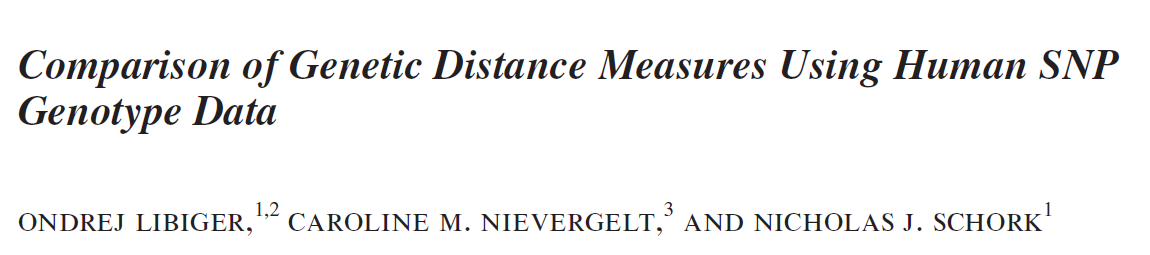 Comparison of Genetic Distance Measures Using Human SNP
Genotype Data
ONDREJ LIBIGER,1,2 CAROLINE M. NIEVERGELT,3 AND NICHOLAS J. SCHORK1